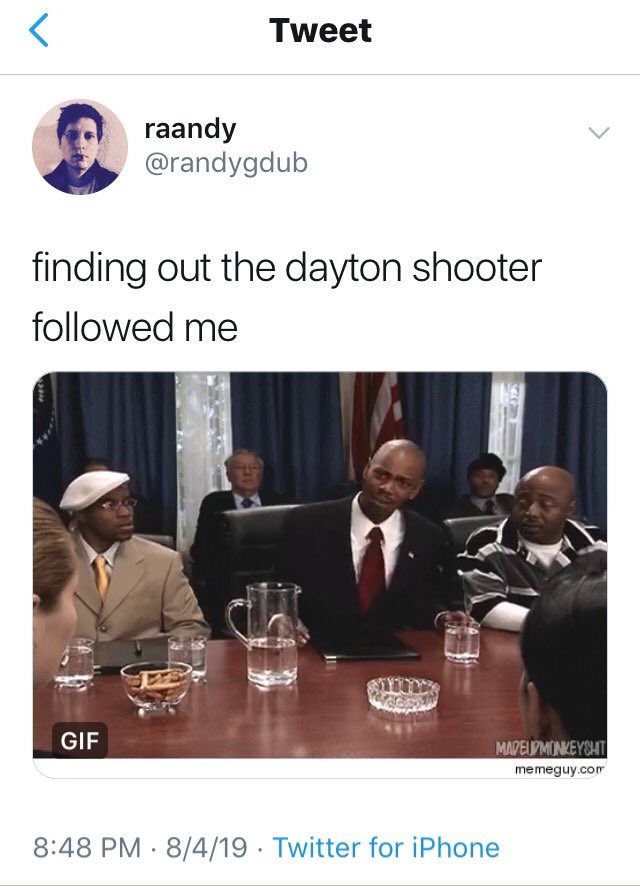 Tweet
raandy
@randygdub
finding out the dayton shooter
followed me
GIF
MADEUPMONKEYSHIT
memeguy.com
8:48 PM · 8/4/19 · Twitter for iPhone